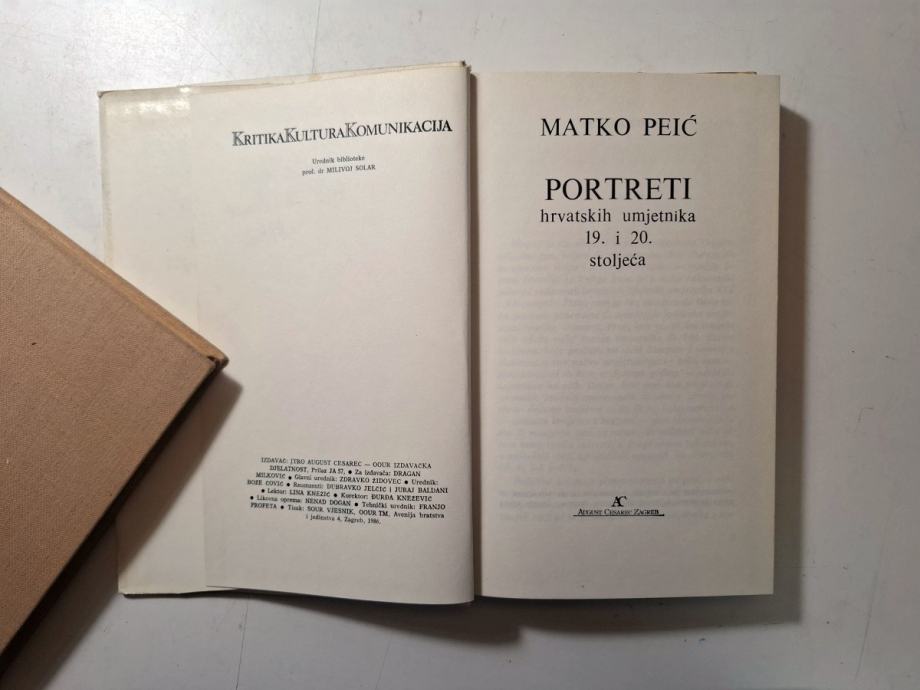 KRITIKAKULTURAKOMUNIKACIJA
Urednik biblioteke
prof. dr MILIVOJ SOLAR
IZDAVAČ: JTRO AUGUST CESAREC — OOUR IZDAVAČKA
DJELATNOST, Prilaz JA 57, ● Za izdavača: DRAGAN
MILKOVIĆ ● Glavni urednik: ZDRAVKO ŽIDOVEC ● Urednik:
BOŽE ČOVIĆ ● Recenzenti: DUBRAVKO JELČIĆ i JURAJ BALDANI
● Lektor: LINA KNEZIĆ ● Korektor: ĐURĐA KNEŽEVIĆ
● Likovna oprema: NENAD DOGAN ● Tehnički urednik: FRANJO
PROFETA ● Tisak: SOUR VJESNIK, OOUR TM, Avenija bratstva
i jedinstva 4, Zagreb, 1986.
MATKO PEIĆ
PORTRETI
hrvatskih umjetnika
19. i 20.
stoljeća
AC
AUGUST CESAREC ZAGREB